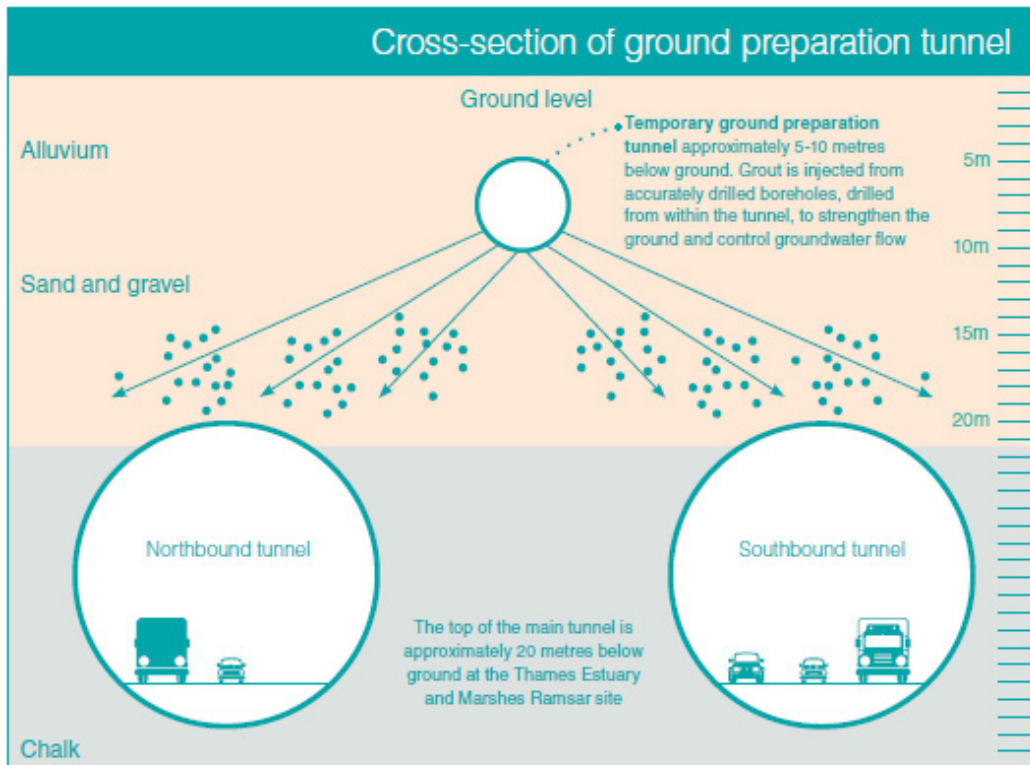 Cross-section of ground preparation tunnel
Ground level
Alluvium
Temporary ground preparation
tunnel approximately 5-10 metres
below ground. Grout is injected from
accurately drilled boreholes, drilled
from within the tunnel, to strengthen the
ground and control groundwater flow
5m
10m
Sand and gravel
15m
20m
Northbound tunnel
Southbound tunnel
The top of the main tunnel is
approximately 20 metres below
ground at the Thames Estuary
and Marshes Ramsar site
Chalk